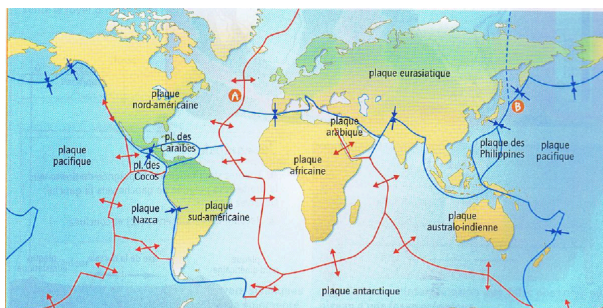 plaque
nord-américaine
plaque eurasiatique
A
B
plaque
arabique
plaque
pacifique
pl. des
caraïbes
pl. des
Cocos
plaque
africaine
plaque des
Philippines
plaque
pacifique
plaque
Nazca
plaque
sud-américaine
plaque
australo-indienne
plaque antarctique